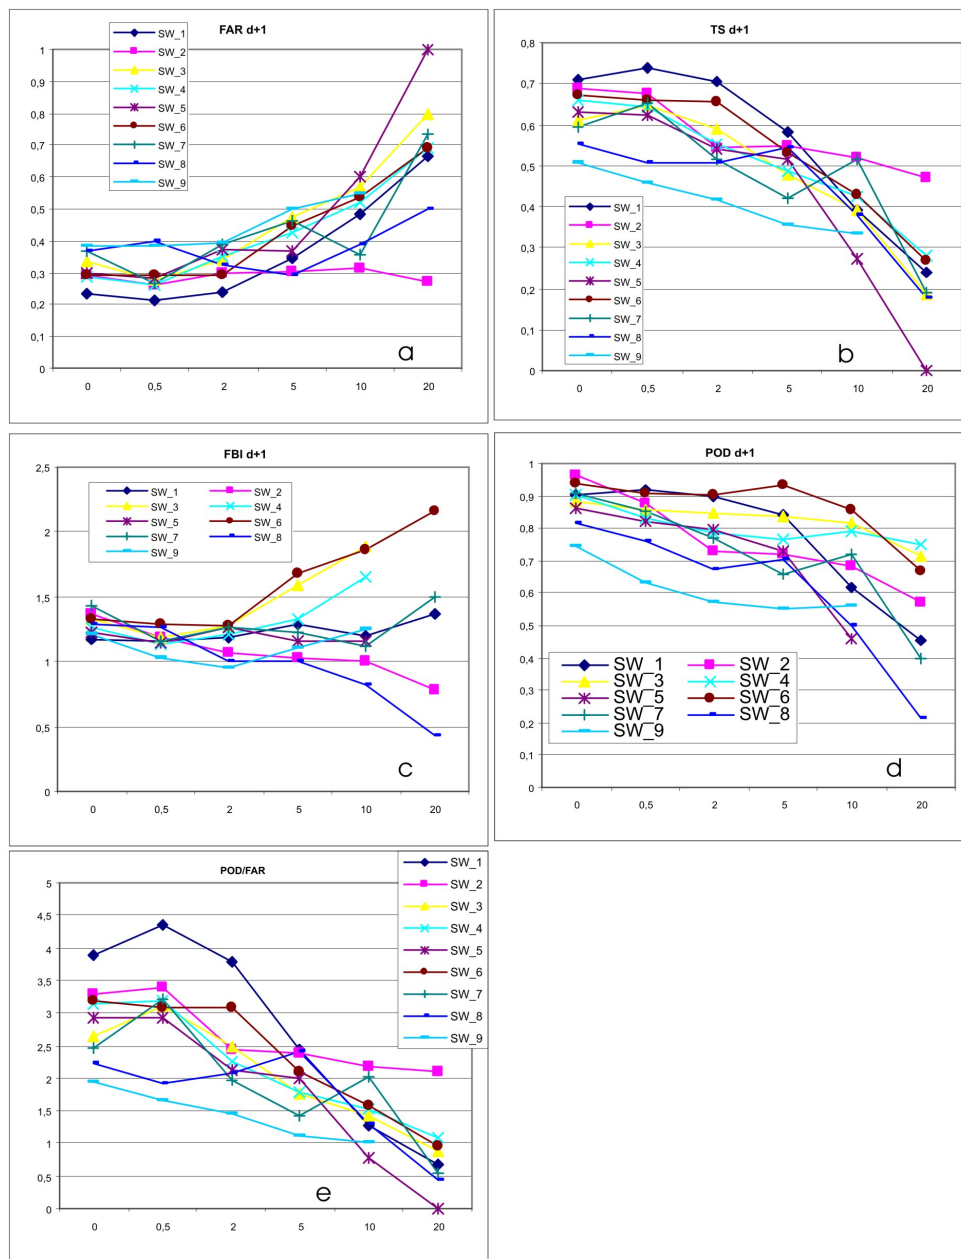 FAR d+1
SW_1
SW_2
SW_3
SW_4
SW_5
SW_6
SW_7
SW_8
SW_9
1
0,9
0,8
0,7
0,6
0,5
0,4
0,3
0,2
0,1
0
0 0,5 2 5 10 20
a
TS d+1
0,8
0,7
0,6
0,5
0,4
0,3
0,2
0,1
0
SW_1
SW_2
SW_3
SW_4
SW_5
SW_6
SW_7
SW_8
SW_9
0 0,5 2 5 10 20
b
FBI d+1
2,5
2
1,5
1
0,5
0
SW_1 SW_2
SW_3 SW_4
SW_5 SW_6
SW_7 SW_8
SW_9
0 0,5 2 5 10 20
c
POD d+1
1
0,9
0,8
0,7
0,6
0,5
0,4
0,3
0,2
0,1
0
SW_1 SW_2
SW_3 SW_4
SW_5 SW_6
SW_7 SW_8
SW_9
0 0,5 2 5 10 20
d
POD/FAR
5
4,5
4
3,5
3
2,5
2
1,5
1
0,5
0
SW_1
SW_2
SW_3
SW_4
SW_5
SW_6
SW_7
SW_8
SW_9
0 0,5 2 5 10 20
e